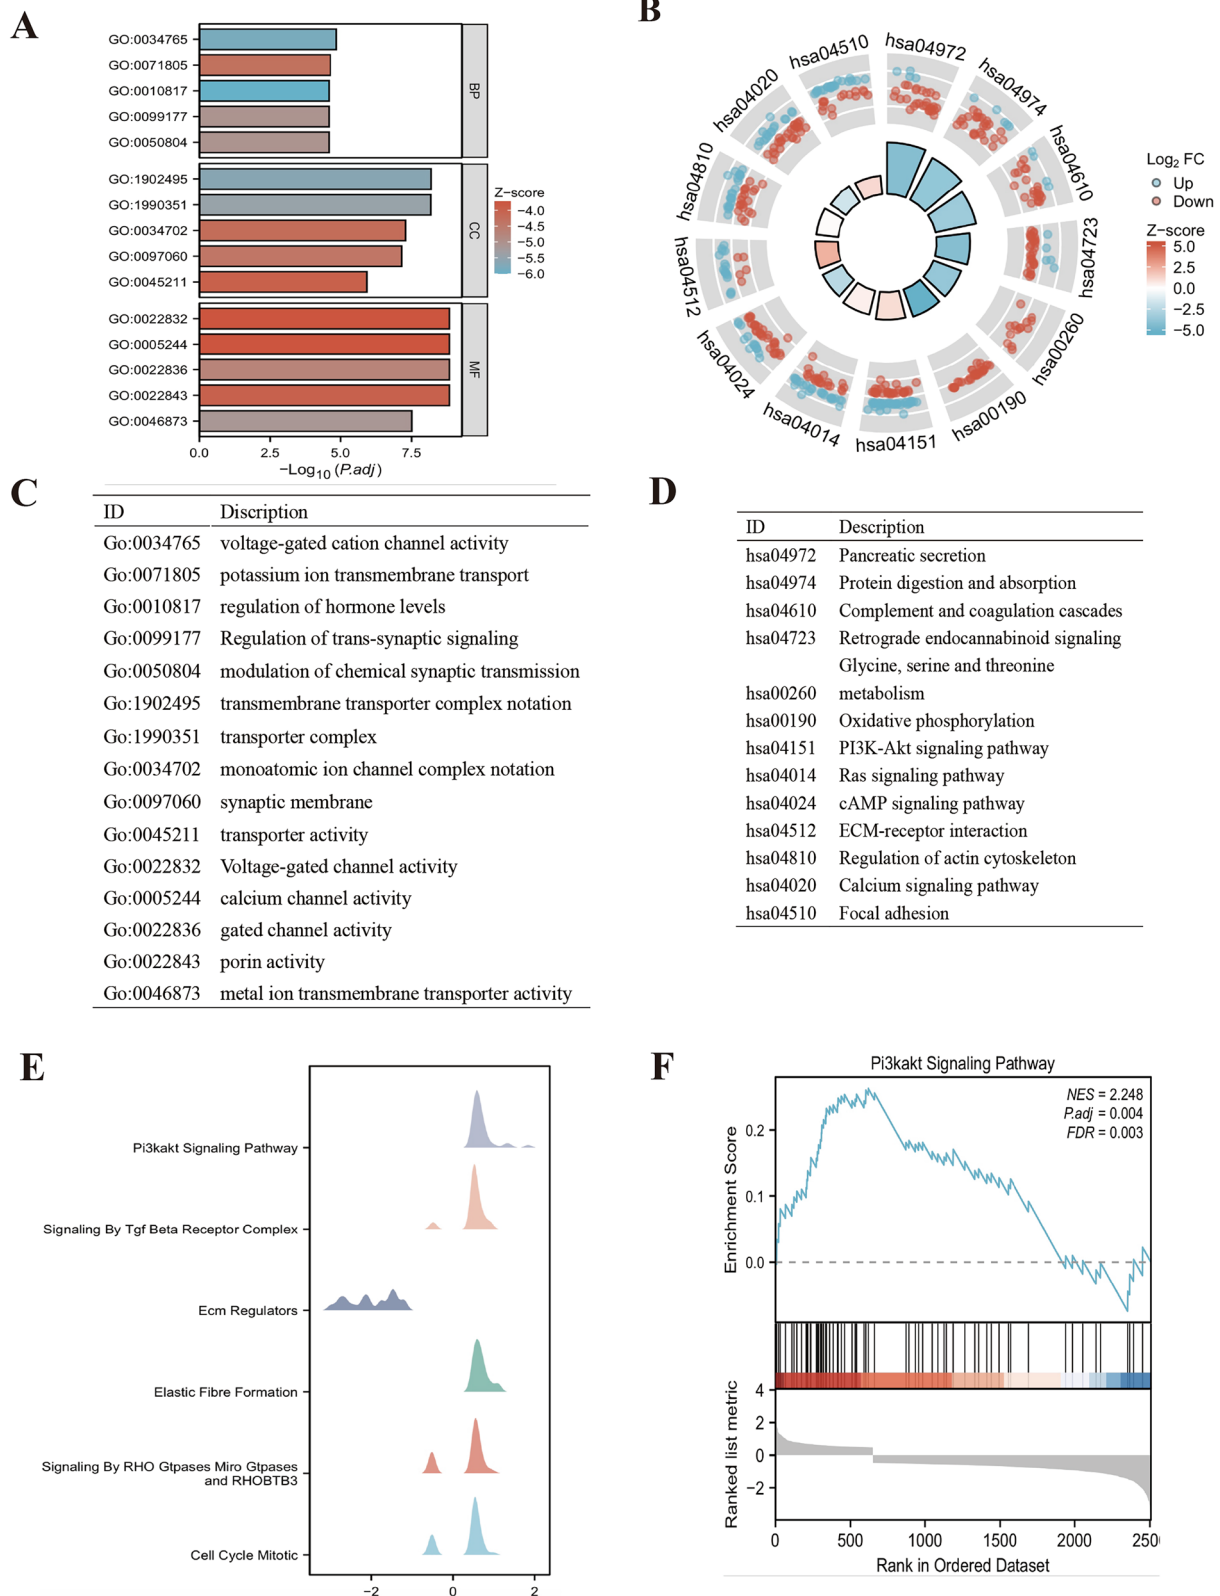 A
GO:0034765
GO:0071805
GO:0010817
GO:0099177
GO:0050804
BP
GO:1902495
GO:1990351
GO:0034702
GO:0097060
GO:0045211
CC
GO:0022832
GO:0005244
GO:0022836
GO:0022843
GO:0046873
MF
0.0 2.5 5.0 7.5
−Log10 (P.adj)
Z−score
−4.0
−4.5
−5.0
−5.5
−6.0
B
hsa04972
hsa04974
hsa04610
hsa04723
hsa00260
hsa00190
hsa04151
hsa04014
hsa04024
hsa04512
hsa04810
hsa04020
hsa04510
Log2 FC
Up
Down
Z−score
5.0
2.5
0.0
−2.5
−5.0
C
ID Discription
Go:0034765 voltage-gated cation channel activity
Go:0071805 potassium ion transmembrane transport
Go:0010817 regulation of hormone levels
Go:0099177 Regulation of trans-synaptic signaling
Go:0050804 modulation of chemical synaptic transmission
Go:1902495 transmembrane transporter complex notation
Go:1990351 transporter complex
Go:0034702 monoatomic ion channel complex notation
Go:0097060 synaptic membrane
Go:0045211 transporter activity
Go:0022832 Voltage-gated channel activity
Go:0005244 calcium channel activity
Go:0022836 gated channel activity
Go:0022843 porin activity
Go:0046873 metal ion transmembrane transporter activity
D
ID Description
hsa04972 Pancreatic secretion
hsa04974 Protein digestion and absorption
hsa04610 Complement and coagulation cascades
hsa04723 Retrograde endocannabinoid signaling
Glycine, serine and threonine
hsa00260 metabolism
hsa00190 Oxidative phosphorylation
hsa04151 PI3K-Akt signaling pathway
hsa04014 Ras signaling pathway
hsa04024 cAMP signaling pathway
hsa04512 ECM-receptor interaction
hsa04810 Regulation of actin cytoskeleton
hsa04020 Calcium signaling pathway
hsa04510 Focal adhesion
E
Pi3kakt Signaling Pathway
Signaling By Tgf Beta Receptor Complex
Ecm Regulators
Elastic Fibre Formation
Signaling By RHO Gtpases Miro Gtpases
and RHOBTB3
Cell Cycle Mitotic
−2 0 2
F
Pi3kakt Signaling Pathway
NES = 2.248
P.adj = 0.004
FDR = 0.003
Enrichment Score
0.2
0.1
0.0
Ranked list metric
4
2
0
−2
0 500 1000 1500 2000 250
Rank in Ordered Dataset